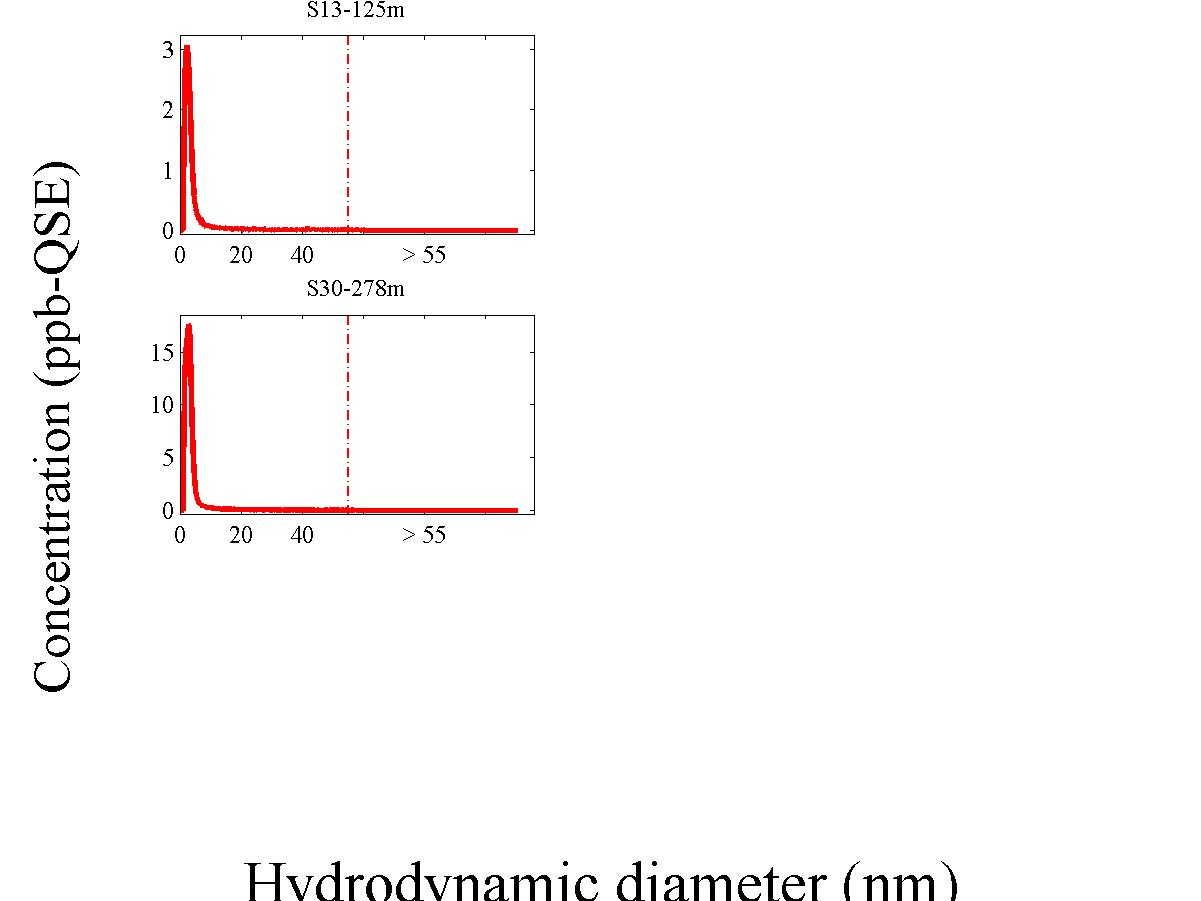 S13-125m
3
2
1
0
0 20 40 > 55
S30-278m
15
10
5
0
0 20 40 > 55
Concentration (ppb-QSE)
Hydrodynamic diameter (nm)